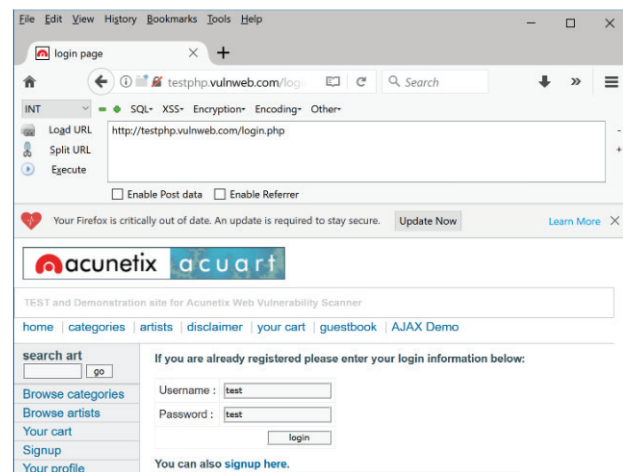 File Edit View History Bookmarks Tools Help
login page
testphp.vulnweb.com/log
Search
INT SQL- XSS- Encryption- Encoding- Other-
Load URL http://testphp.vulnweb.com/login.php
Split URL
Execute
Enable Post data Enable Referrer
Your Firefox is critically out of date. An update is required to stay secure. Update Now Learn More
acunetix acuart
TEST and Demonstration site for Acunetix Web Vulnerability Scanner
home | categories | artists | disclaimer | your cart | guestbook | AJAX Demo
search art
go
Browse categories
Browse artists
Your cart
Signup
Your profile
If you are already registered please enter your login information below:
Username : test
Password : test
login
You can also signup here.